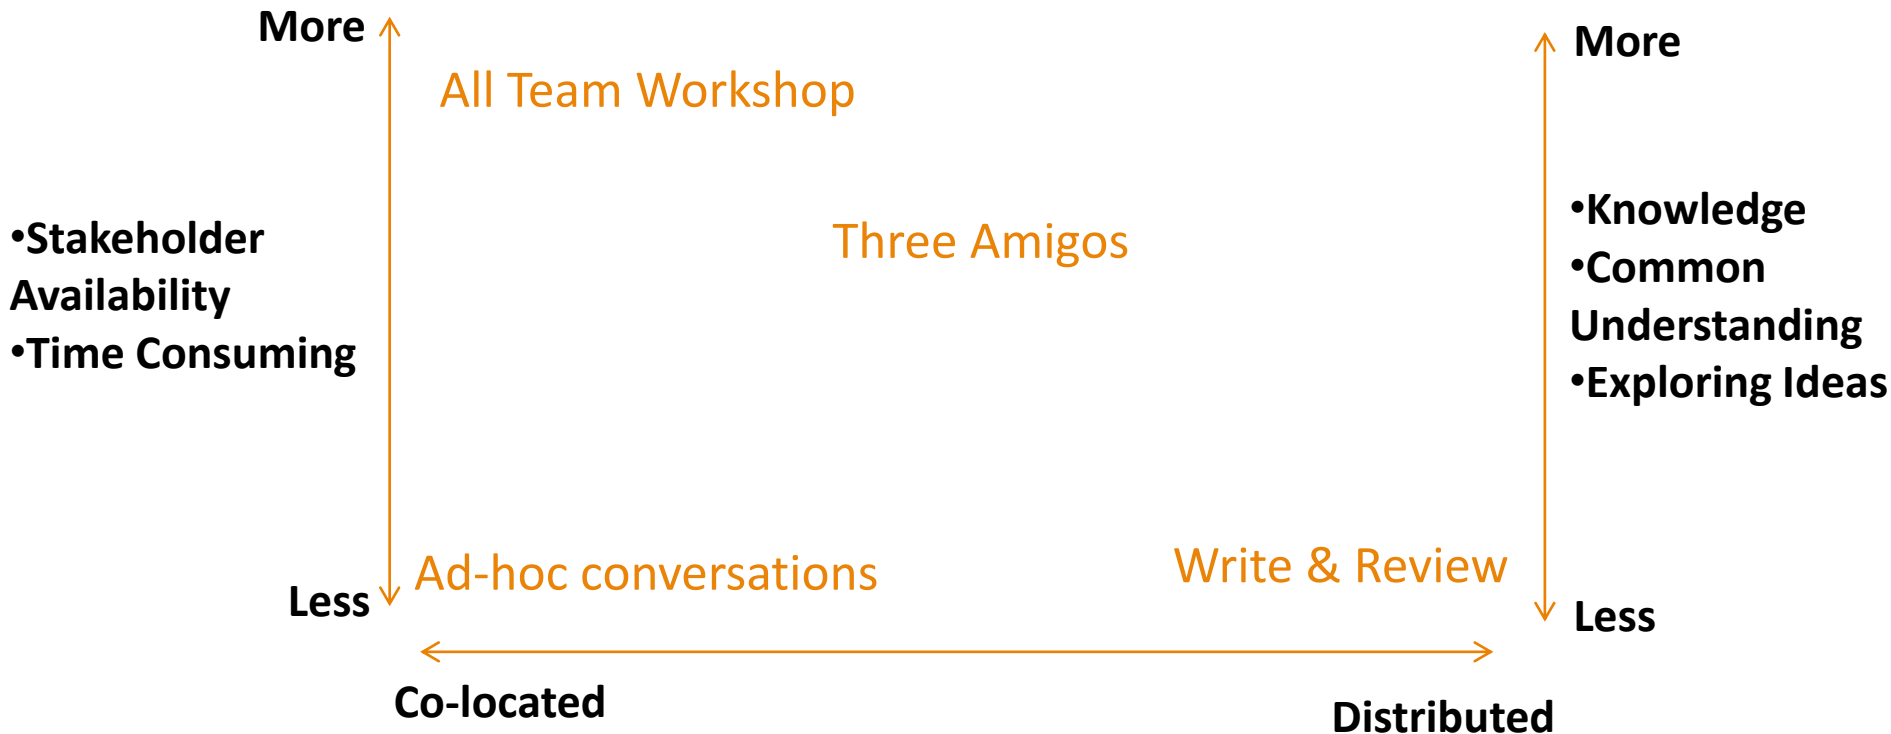 More
More
All Team Workshop
•Stakeholder
Availability
•Time Consuming
Three Amigos
•Knowledge
•Common
Understanding
•Exploring Ideas
Ad-hoc conversations
Write & Review
Less
Less
Co-located
Distributed